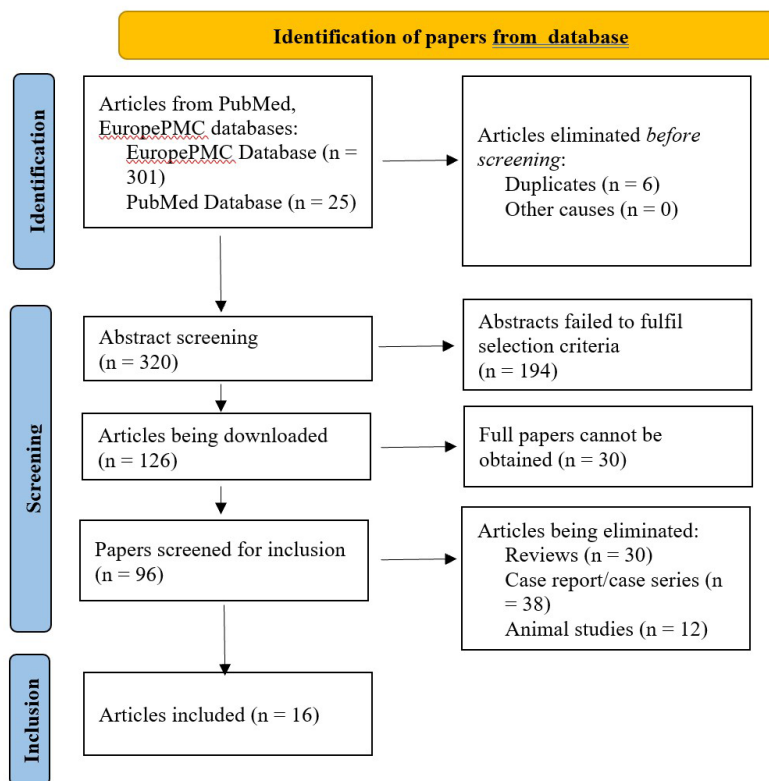 Identification of papers from database
Identification
Articles from PubMed,
EuropePMC databases:
EuropePMC Database (n =
301)
PubMed Database (n = 25)
Articles eliminated before
screening:
Duplicates (n = 6)
Other causes (n = 0)
Screening
Abstract screening
(n = 320)
Abstracts failed to fulfil
selection criteria
(n = 194)
Articles being downloaded
(n = 126)
Full papers cannot be
obtained (n = 30)
Papers screened for inclusion
(n = 96)
Articles being eliminated:
Reviews (n = 30)
Case report/case series (n
= 38)
Animal studies (n = 12)
Inclusion
Articles included (n = 16)